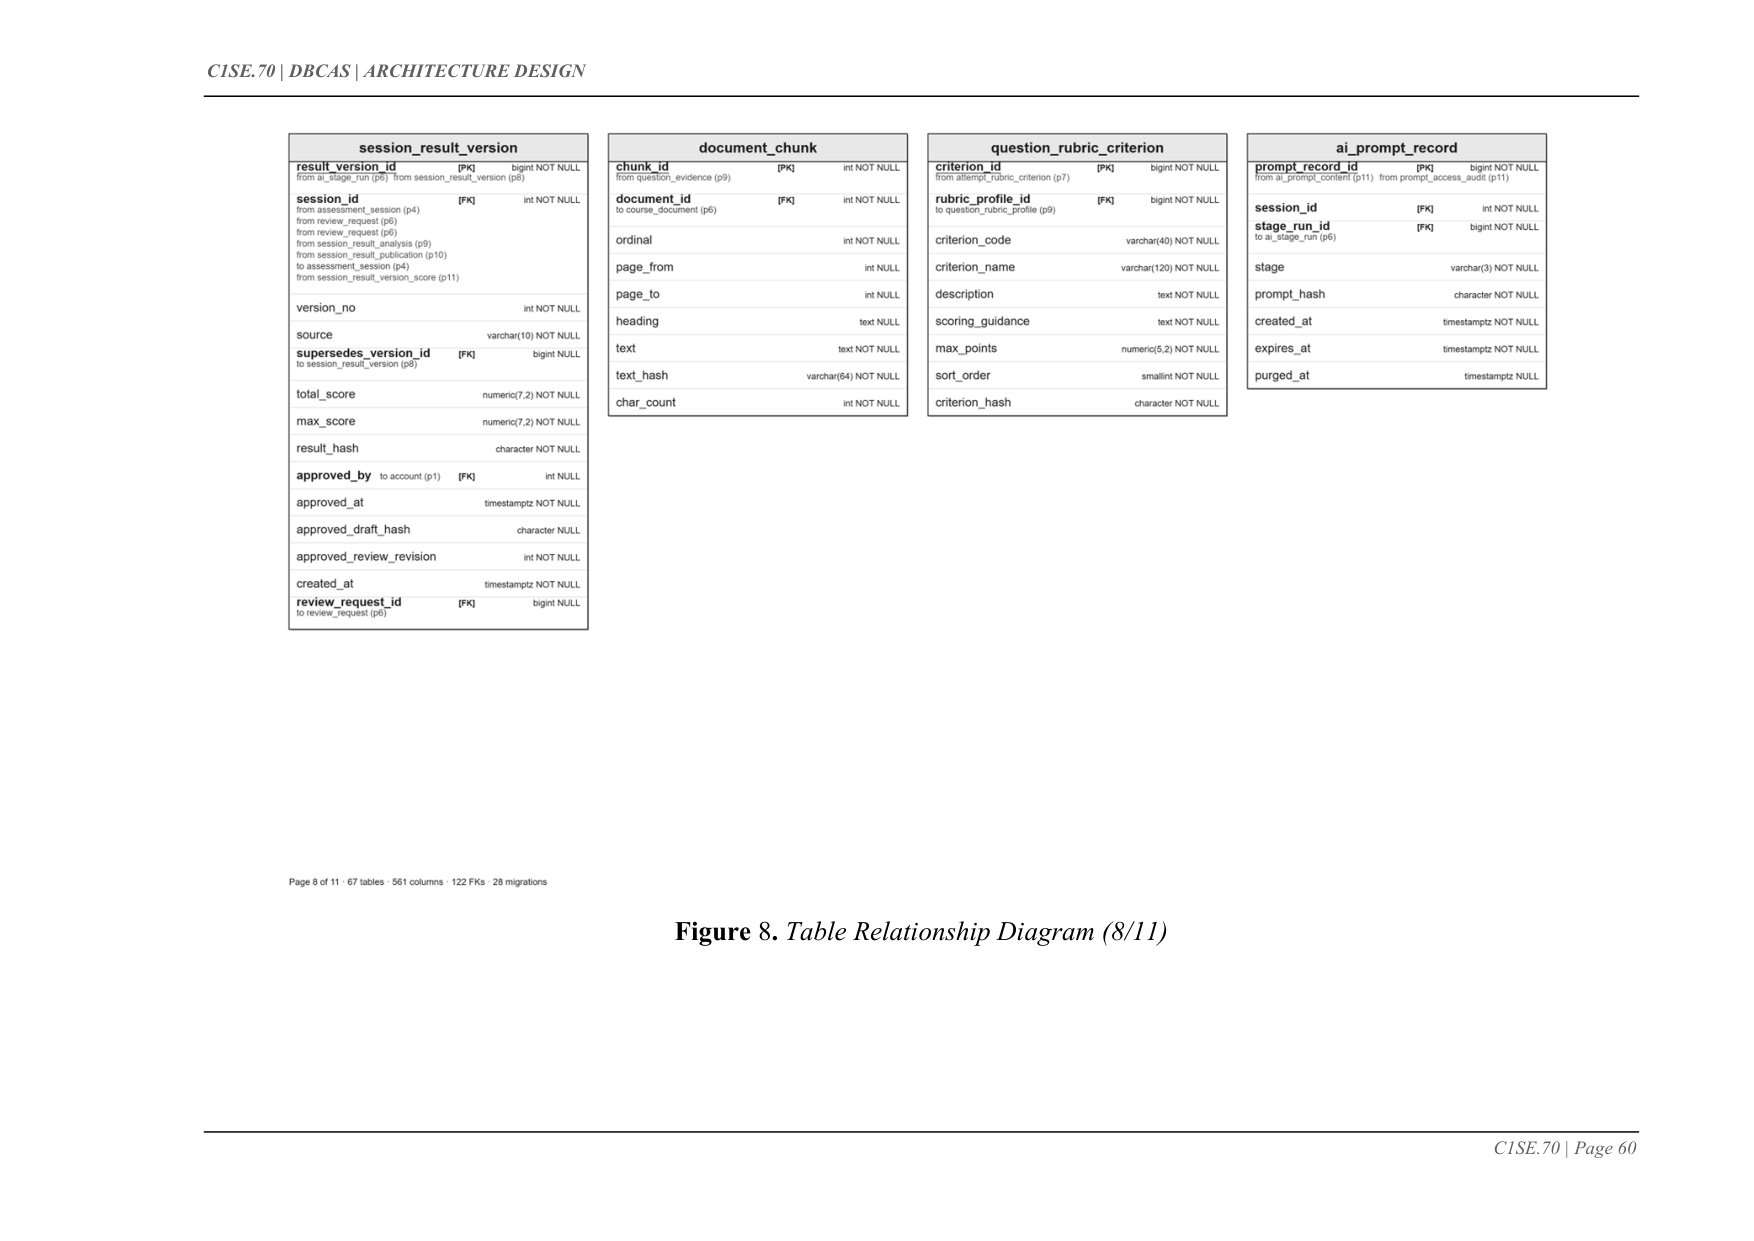 C1SE.70 | DBCAS | ARCHITECTURE DESIGN
session_result_version
result_version_id [PK] bigint NOT NULL
from ai_stage_run (p6) from session_result_version (p8)
session_id [FK] int NOT NULL
from assessment_session (p4)
from review_request (p6)
from review_request (p6)
from session_result_analysis (p9)
from session_result_publication (p10)
to assessment_session (p4)
from session_result_version_score (p11)
version_no int NOT NULL
source varchar(10) NOT NULL
supersedes_version_id [FK] bigint NULL
to session_result_version (p8)
total_score numeric(7,2) NOT NULL
max_score numeric(7,2) NOT NULL
result_hash character NOT NULL
approved_by to account (p1) [FK] int NULL
approved_at timestamptz NOT NULL
approved_draft_hash character NULL
approved_review_revision int NOT NULL
created_at timestamptz NOT NULL
review_request_id [FK] bigint NULL
to review_request (p6)
document_chunk
chunk_id [PK] int NOT NULL
from question_evidence (p9)
document_id [FK] int NOT NULL
to course_document (p6)
ordinal int NOT NULL
page_from int NULL
page_to int NULL
heading text NULL
text text NOT NULL
text_hash varchar(64) NOT NULL
char_count int NOT NULL
question_rubric_criterion
criterion_id [PK] bigint NOT NULL
from attempt_rubric_criterion (p7)
rubric_profile_id [FK] bigint NOT NULL
to question_rubric_profile (p9)
criterion_code varchar(40) NOT NULL
criterion_name varchar(120) NOT NULL
description text NOT NULL
scoring_guidance text NOT NULL
max_points numeric(5,2) NOT NULL
sort_order smallint NOT NULL
criterion_hash character NOT NULL
ai_prompt_record
prompt_record_id [PK] bigint NOT NULL
from ai_prompt_content (p11) from prompt_access_audit (p11)
session_id [FK] int NOT NULL
stage_run_id [FK] bigint NOT NULL
to ai_stage_run (p6)
stage varchar(3) NOT NULL
prompt_hash character NOT NULL
created_at timestamptz NOT NULL
expires_at timestamptz NOT NULL
purged_at timestamptz NULL
Page 8 of 11 · 67 tables · 561 columns · 122 FKs · 28 migrations
Figure 8. Table Relationship Diagram (8/11)
C1SE.70 | Page 60